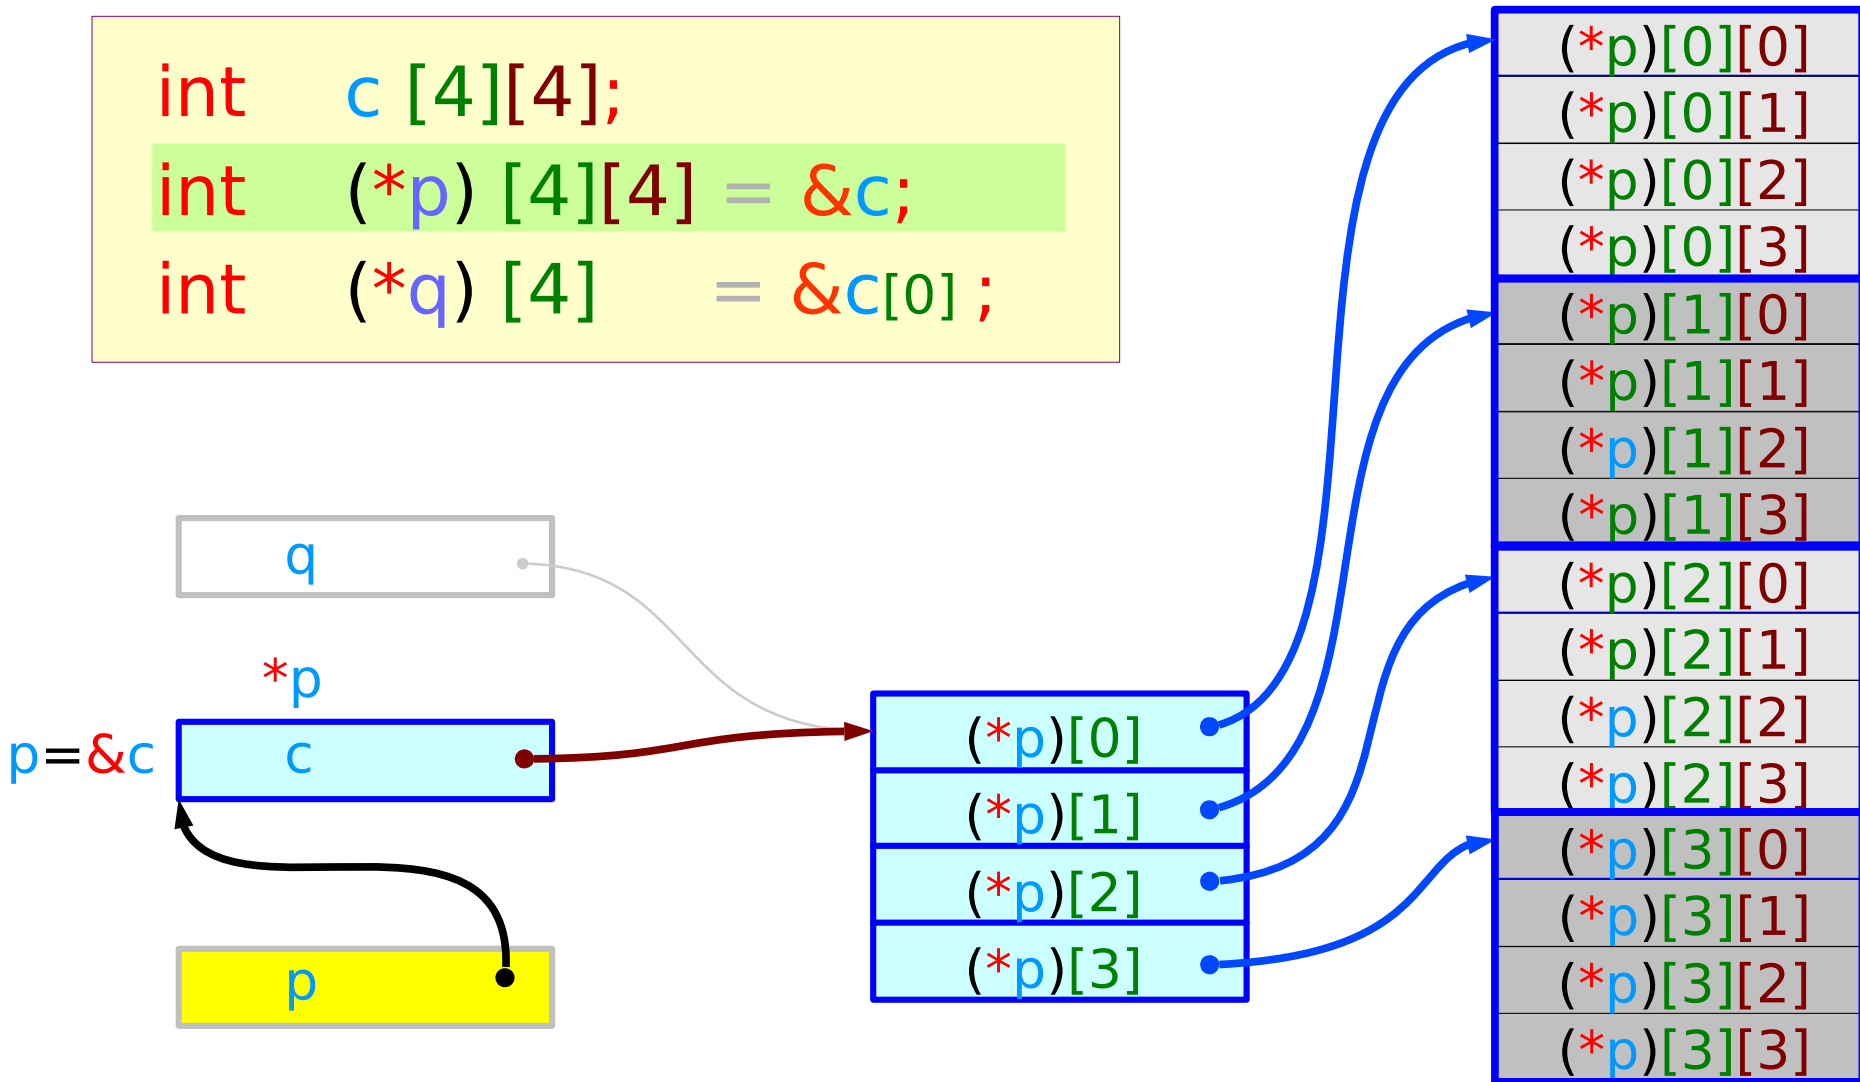 int c [4][4];
int (*p) [4][4] = &c;
int (*q) [4] = &c[0] ;
q
*p
p=&c
c
p
(*p)[0]
(*p)[1]
(*p)[2]
(*p)[3]
(*p)[0][0]
(*p)[0][1]
(*p)[0][2]
(*p)[0][3]
(*p)[1][0]
(*p)[1][1]
(*p)[1][2]
(*p)[1][3]
(*p)[2][0]
(*p)[2][1]
(*p)[2][2]
(*p)[2][3]
(*p)[3][0]
(*p)[3][1]
(*p)[3][2]
(*p)[3][3]